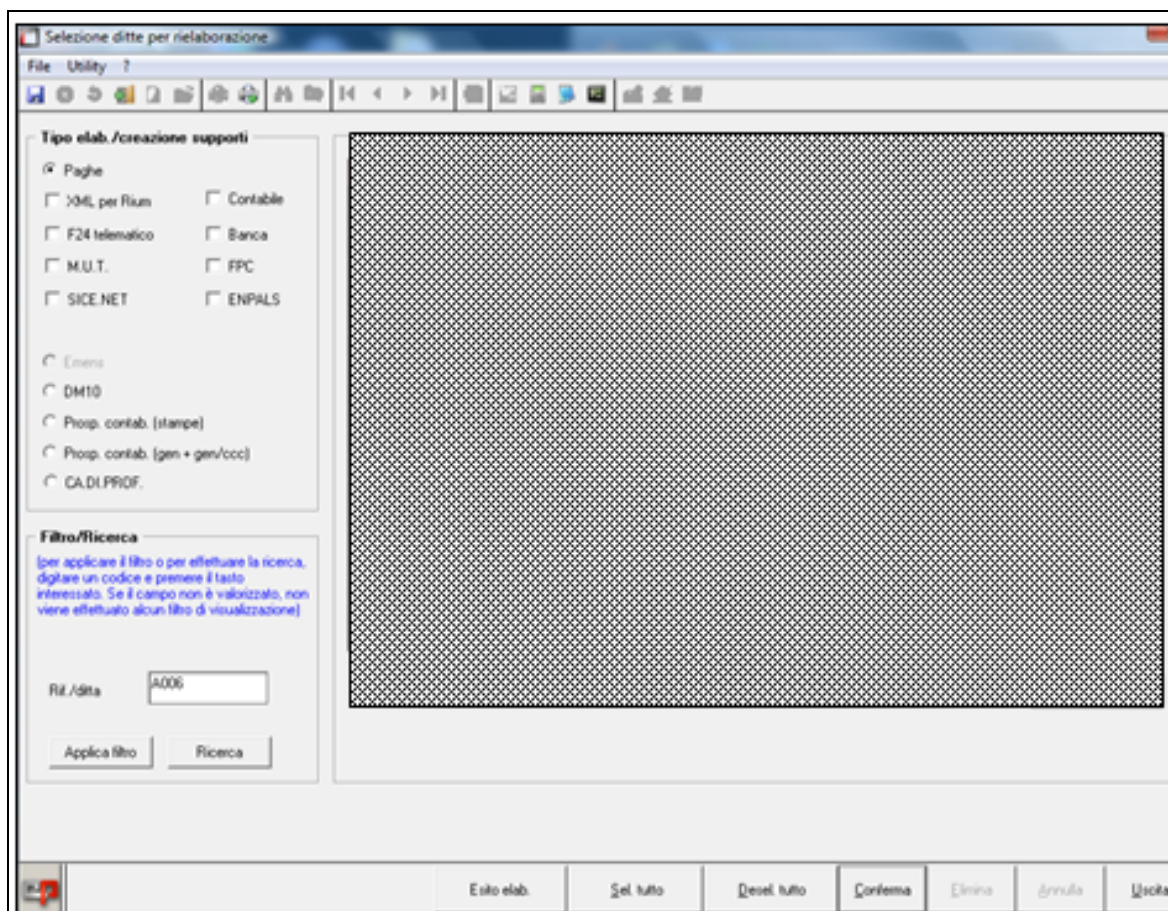 Selezione ditte per rielaborazione
File Utility ?
Tipo elab./creazione supporti
Paghe
XML per Rium Contabile
F24 telematico Banca
M.U.T. FPC
SICE.NET ENPALS
Emens
DM10
Prosp. contab. (stampe)
Prosp. contab. (gen + gen/ccc)
CA.DI.PROF.
Filtro/Ricerca
(per applicare il filtro o per effettuare la ricerca,
digitare un codice e premere il tasto
interessato. Se il campo non è valorizzato, non
viene effettuato alcun filtro di visualizzazione)
Rif./ditta A006
Applica filtro Ricerca
Esito elab. Sel. tutto Desel. tutto Conferma Elimina Annulla Uscita